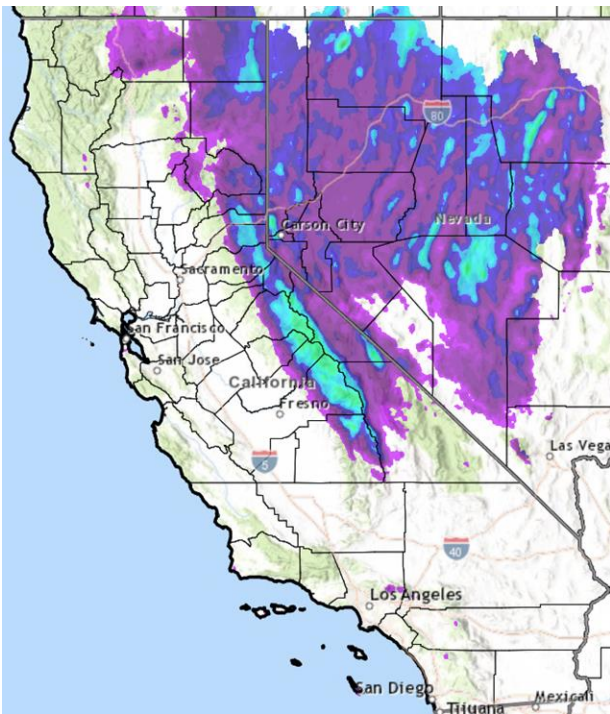 80
Nevada
Carson City
Sacramento
San Francisco
San Jose
California
Fresno
5
Las Vega
40
Los Angeles
San Diego
Mexicali
Tijuana